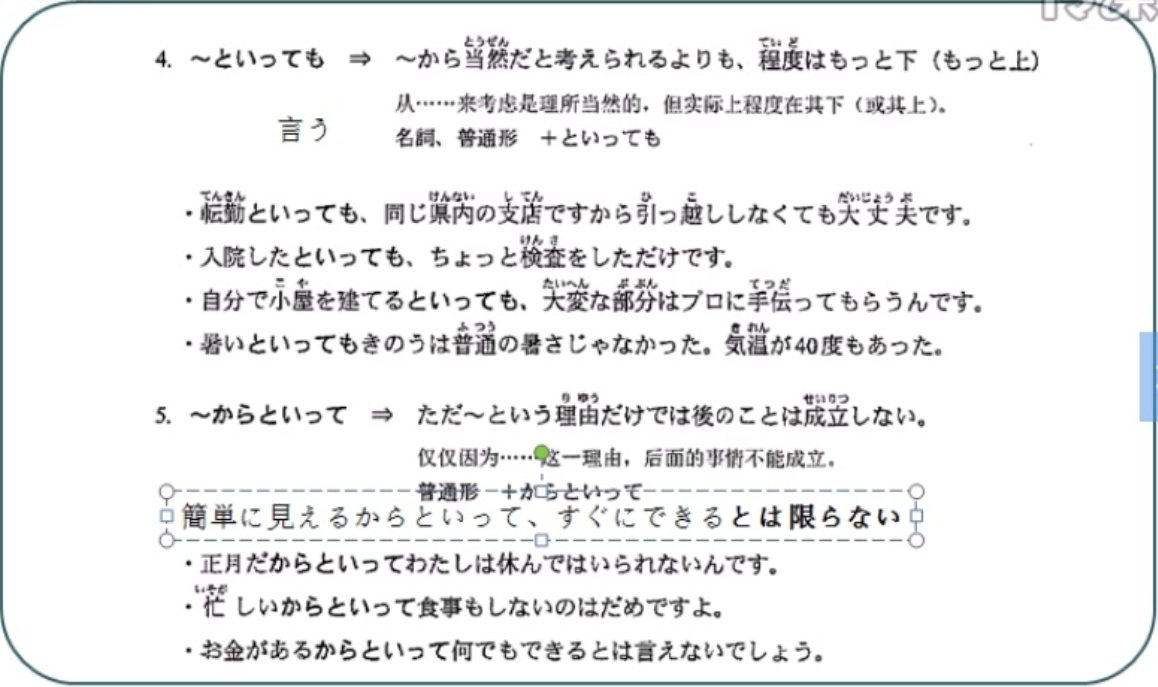 4. ～といっても ⇒ ～から当然だと考えられるよりも、程度はもっと下（もっと上）
从……来考虑是理所当然的，但实际上程度在其下（或其上）。
言う
名詞、普通形 ＋といっても
・転勤といっても、同じ県内の支店ですから引っ越ししなくても大丈夫です。
・入院したといっても、ちょっと検査をしただけです。
・自分で小屋を建てるといっても、大変な部分はプロに手伝ってもらうんです。
・暑いといってもきのうは普通の暑さじゃなかった。気温が40度もあった。
5. ～からといって ⇒ ただ～という理由だけでは後のことは成立しない。
仅仅因为……这一理由，后面的事情不能成立。
普通形 ＋からといって
簡単に見えるからといって、すぐにできるとは限らない
・正月だからといってわたしは休んではいられないんです。
・忙しいからといって食事もしないのはだめですよ。
・お金があるからといって何でもできるとは言えないでしょう。